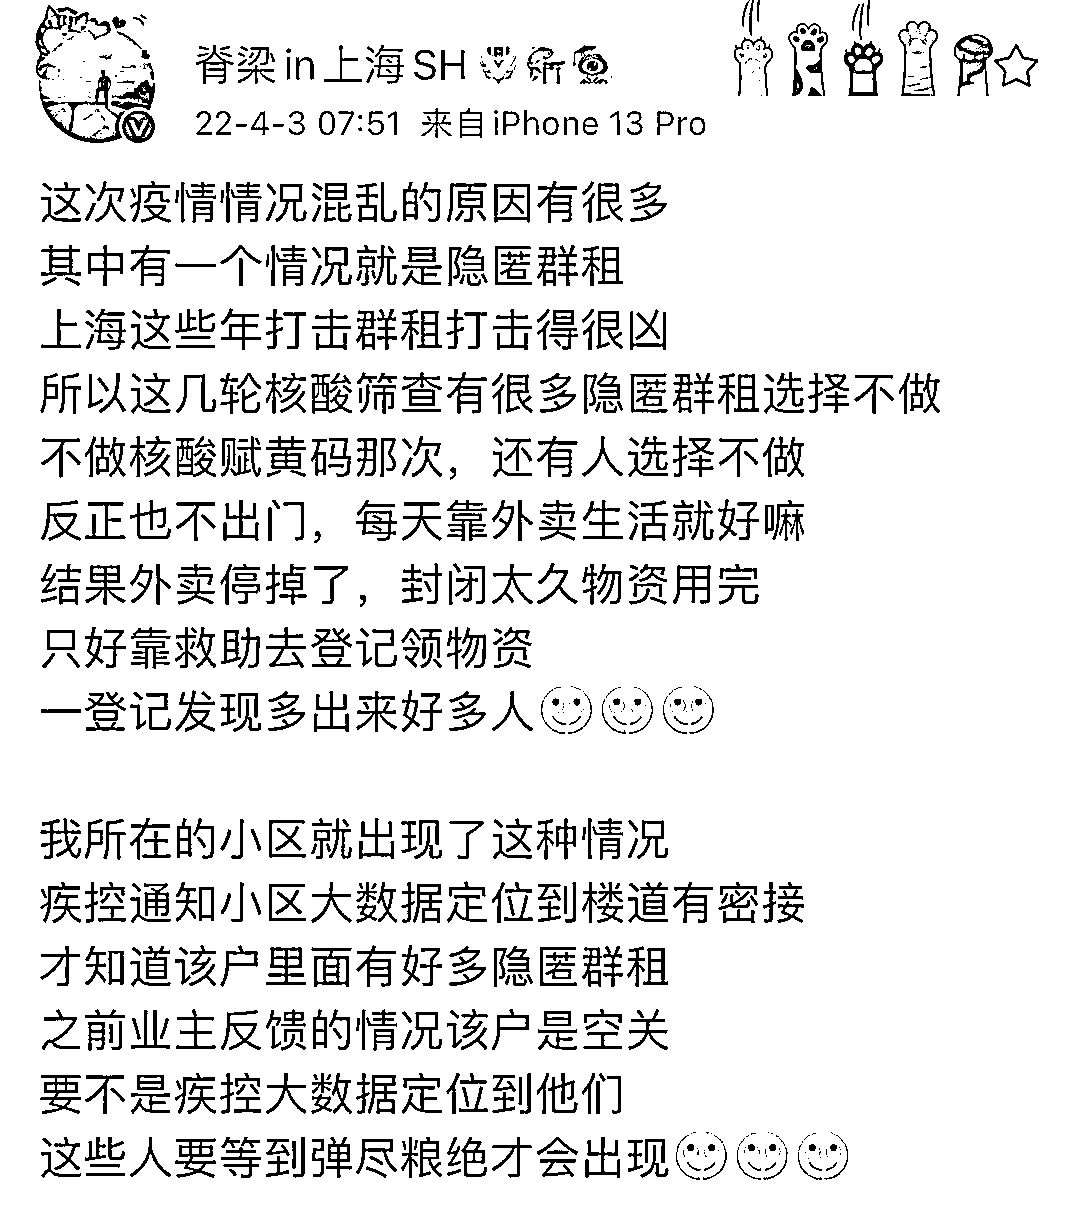 脊梁in上海SH
22-4-3 07:51 来自iPhone 13 Pro
这次疫情情况混乱的原因有很多
其中有一个情况就是隐匿群租
上海这些年打击群租打击得很凶
所以这几轮核酸筛查有很多隐匿群租选择不做
不做核酸赋黄码那次，还有人选择不做
反正也不出门，每天靠外卖生活就好嘛
结果外卖停掉了，封闭太久物资用完
只好靠救助去登记领物资
一登记发现多出来好多人
我所在的小区就出现了这种情况
疾控通知小区大数据定位到楼道有密接
才知道该户里面有好多隐匿群租
之前业主反馈的情况该户是空关
要不是疾控大数据定位到他们
这些人要等到弹尽粮绝才会出现